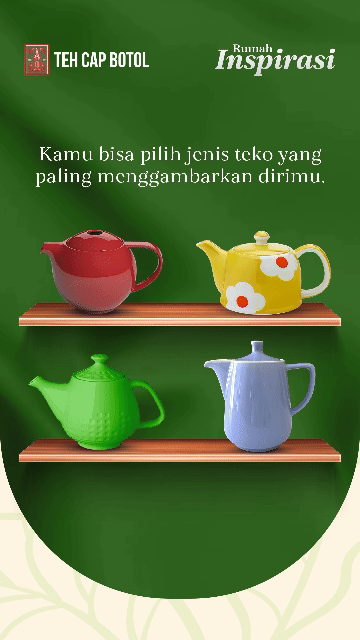 TEH CAP BOTOL
Rumah
Inspirasi
Kamu bisa pilih jenis teko yang
paling menggambarkan dirimu.